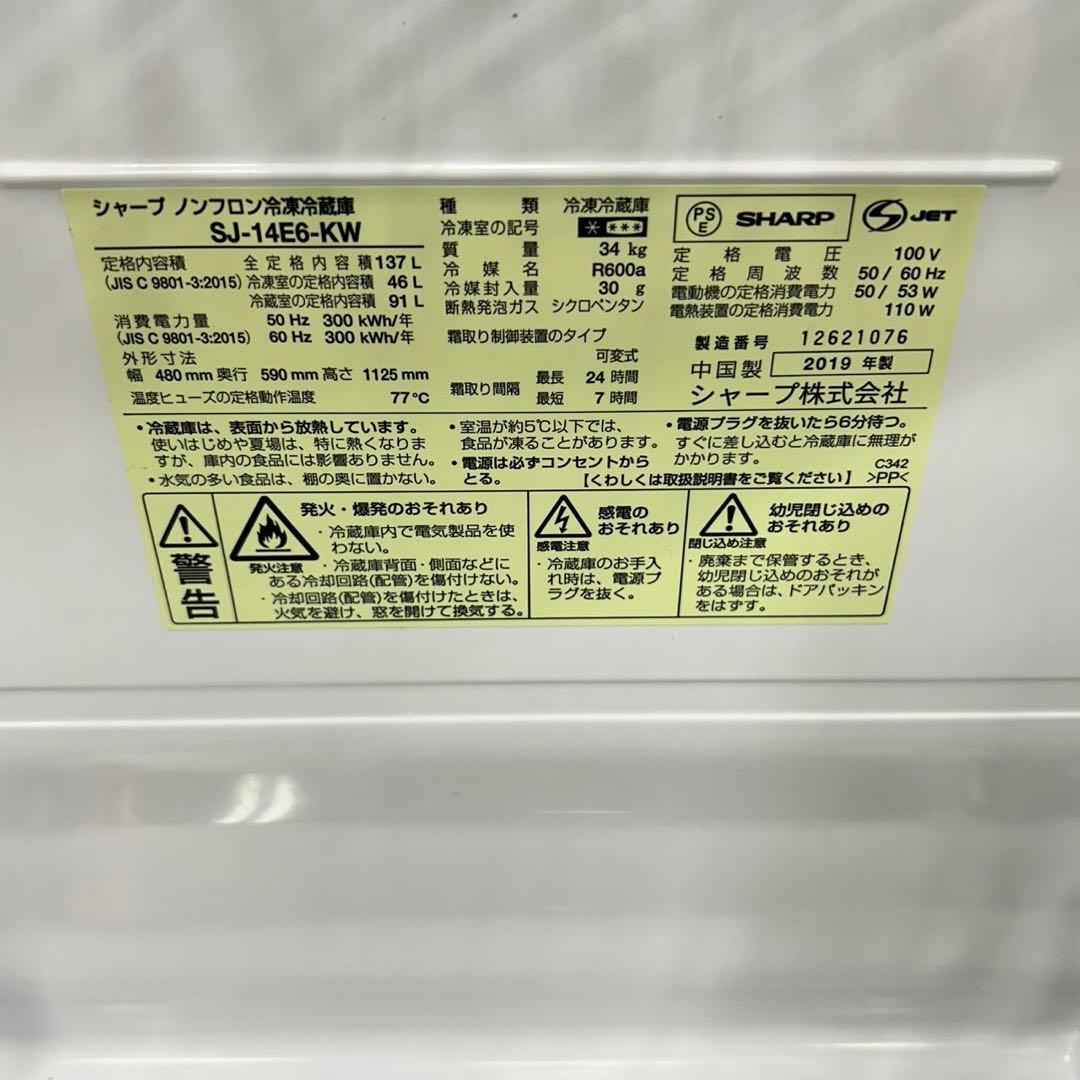 シャープ ノンフロン冷凍冷蔵庫
SJ-14E6-KW
定格内容積 全定格内容積 137 L
(JIS C 9801-3:2015) 冷凍室の定格内容積 46 L
冷蔵室の定格内容積 91 L
消費電力量 50 Hz 300 kWh/年
(JIS C 9801-3:2015) 60 Hz 300 kWh/年
外形寸法
幅 480 mm 奥行 590 mm 高さ 1125 mm
温度ヒューズの定格動作温度 77℃
種類 冷凍冷蔵庫
冷凍室の記号 * ***
質量 34 kg
冷媒名 R600a
冷媒封入量 30 g
断熱発泡ガス シクロペンタン
霜取り制御装置のタイプ
可変式
霜取り間隔 最長 24 時間
最短 7 時間
PS E SHARP JET
定格電圧 100 V
定格周波数 50 / 60 Hz
電動機の定格消費電力 50 / 53 W
電熱装置の定格消費電力 110 W
製造番号 12621076
中国製 2019 年製
シャープ株式会社
・冷蔵庫は、表面から放熱しています。
使いはじめや夏場は、特に熱くなりま
すが、庫内の食品には影響ありません。
・水気の多い食品は、棚の奥に置かない。
・室温が約5℃以下では、
食品が凍ることがあります。
・電源は必ずコンセントから
とる。
・電源プラグを抜いたら6分待つ。
すぐに差し込むと冷蔵庫に無理が
かかります。
C342
【くわしくは取扱説明書をご覧ください】 >PP<
警告
発火・爆発のおそれあり
発火注意
・冷蔵庫内で電気製品を使
わない。
・冷蔵庫背面・側面などに
ある冷却回路(配管)を傷付けない。
・冷却回路(配管)を傷付けたときは、
火気を避け、窓を開けて換気する。
感電の
おそれあり
感電注意
・冷蔵庫のお手入
れ時は、電源プ
ラグを抜く。
幼児閉じ込めの
おそれあり
閉じ込め注意
・廃棄まで保管するとき、
幼児閉じ込めのおそれが
ある場合は、ドアパッキン
をはずす。